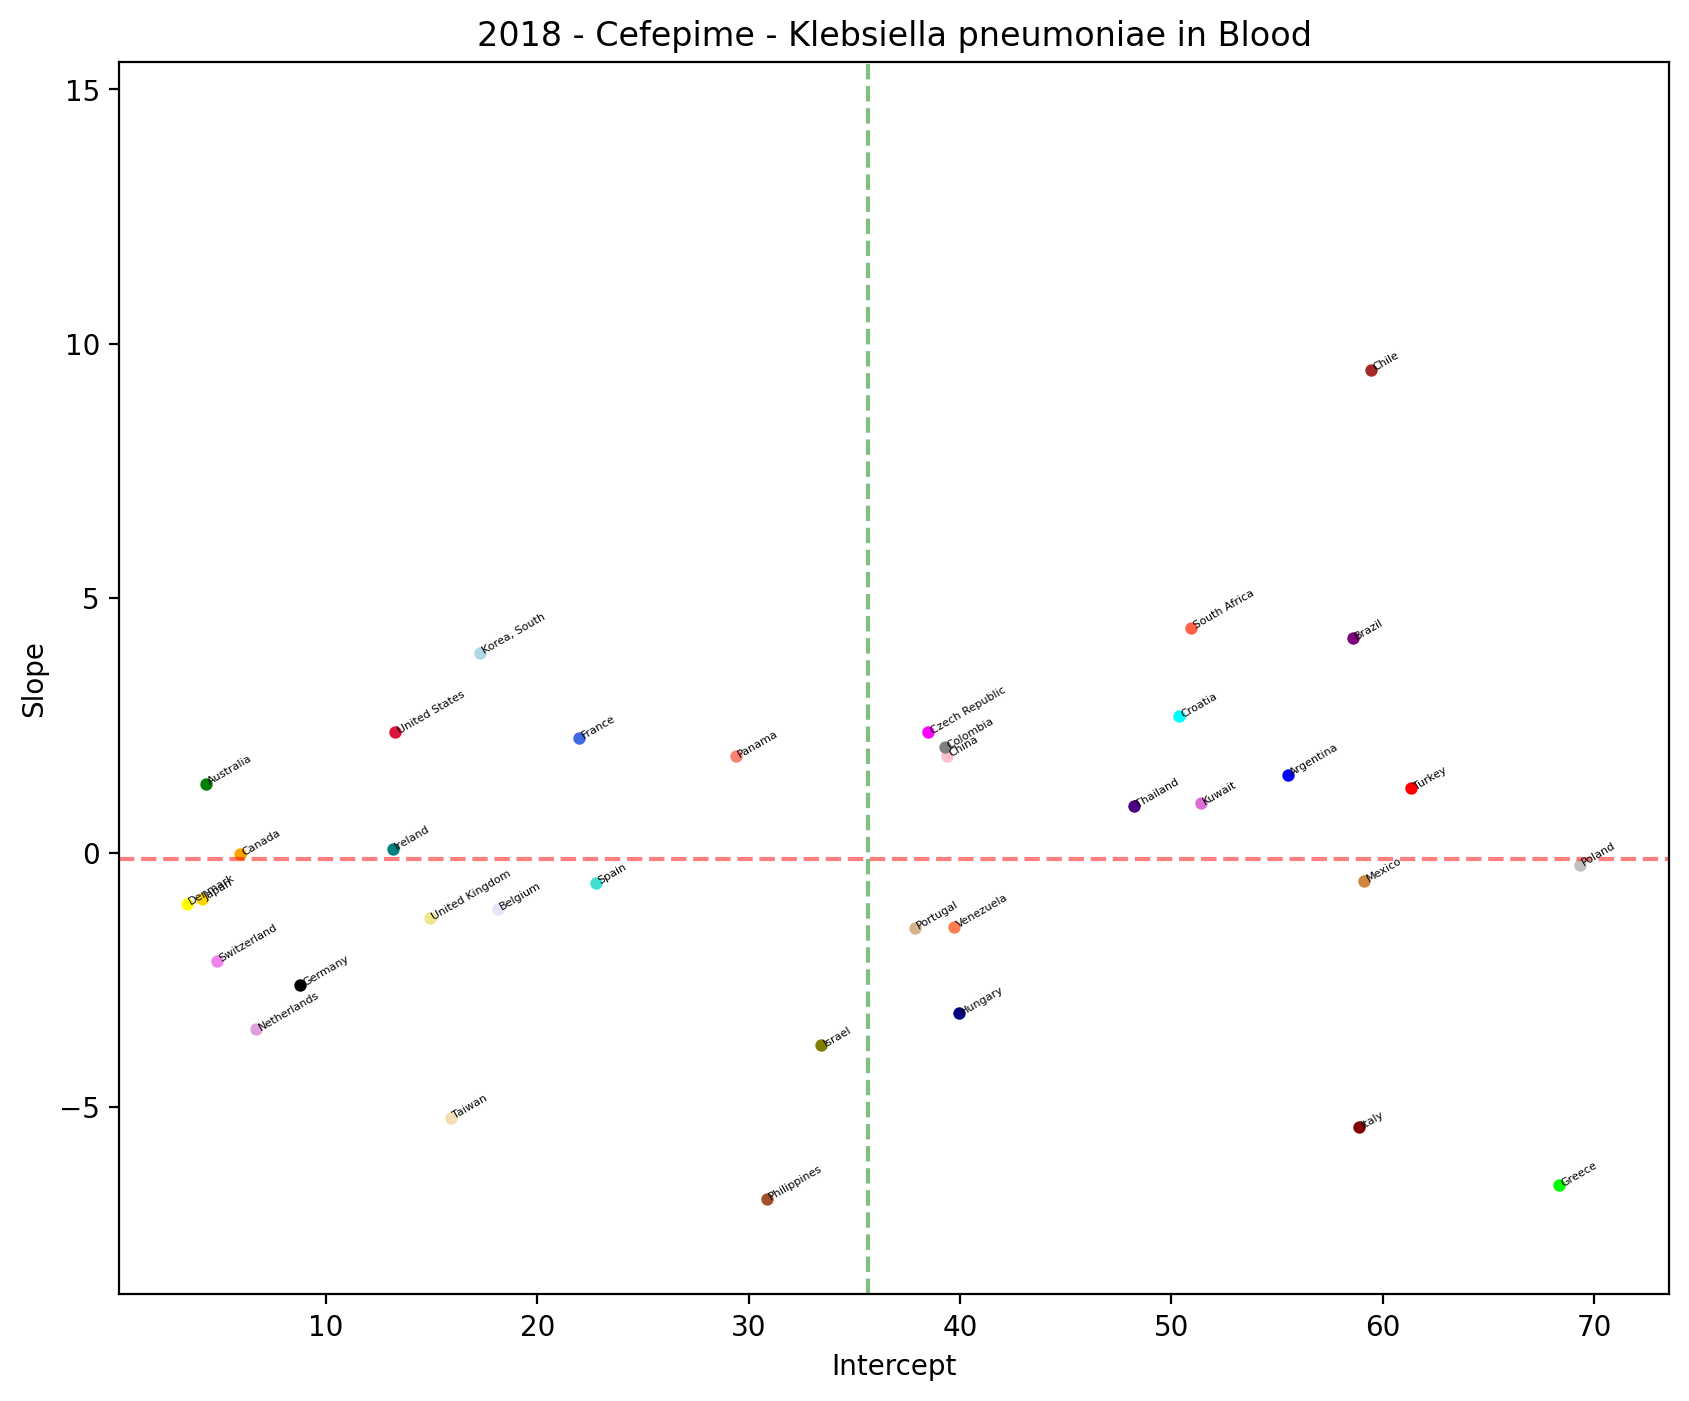 2018 - Cefepime - Klebsiella pneumoniae in Blood
15
10
5
0
−5
Slope
Chile
South Africa
Brazil
Korea, South
United States
France
Panama
Czech Republic
Colombia
China
Croatia
Argentina
Turkey
Australia
Thailand
Kuwait
Canada
Ireland
Poland
Mexico
Spain
Denmark
Japan
United Kingdom
Belgium
Portugal
Venezuela
Switzerland
Germany
Netherlands
Hungary
Israel
Taiwan
Italy
Philippines
Greece
10
20
30
40
50
60
70
Intercept